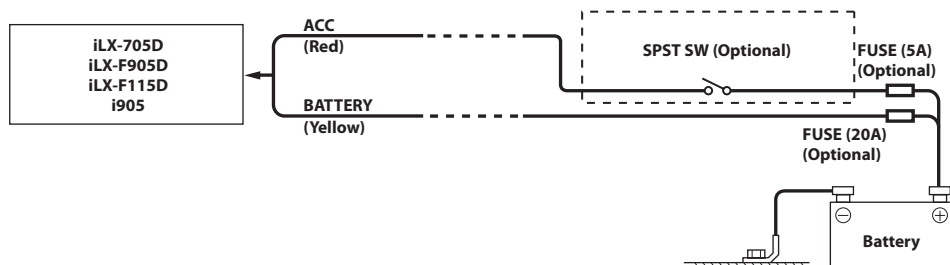 iLX-705D
iLX-F905D
iLX-F115D
i905
ACC
(Red)
BATTERY
(Yellow)
SPST SW (Optional)
FUSE (5A)
(Optional)
FUSE (20A)
(Optional)
Battery